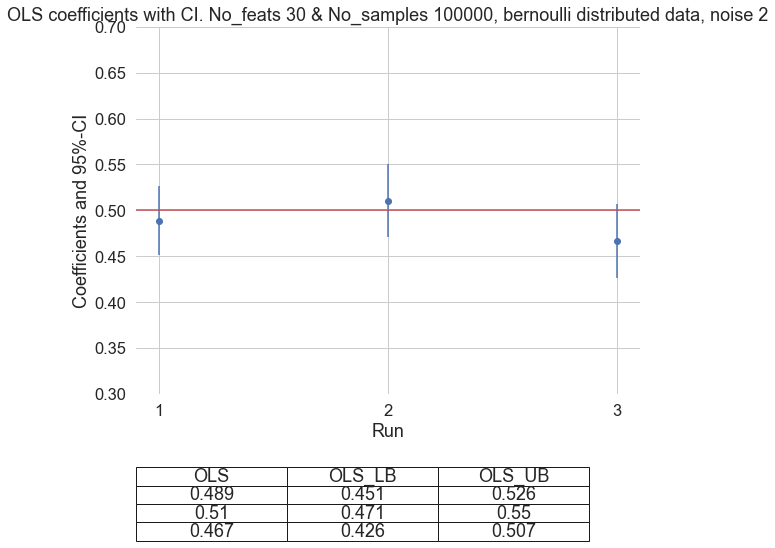 OLS coefficients with CI. No_feats 30 & No_samples 100000, bernoulli distributed data, noise 2
0.70
0.65
0.60
0.55
0.50
0.45
0.40
0.35
0.30
Coefficients and 95%-CI
1 2 3
Run
OLS OLS_LB OLS_UB
0.489 0.451 0.526
0.51 0.471 0.55
0.467 0.426 0.507